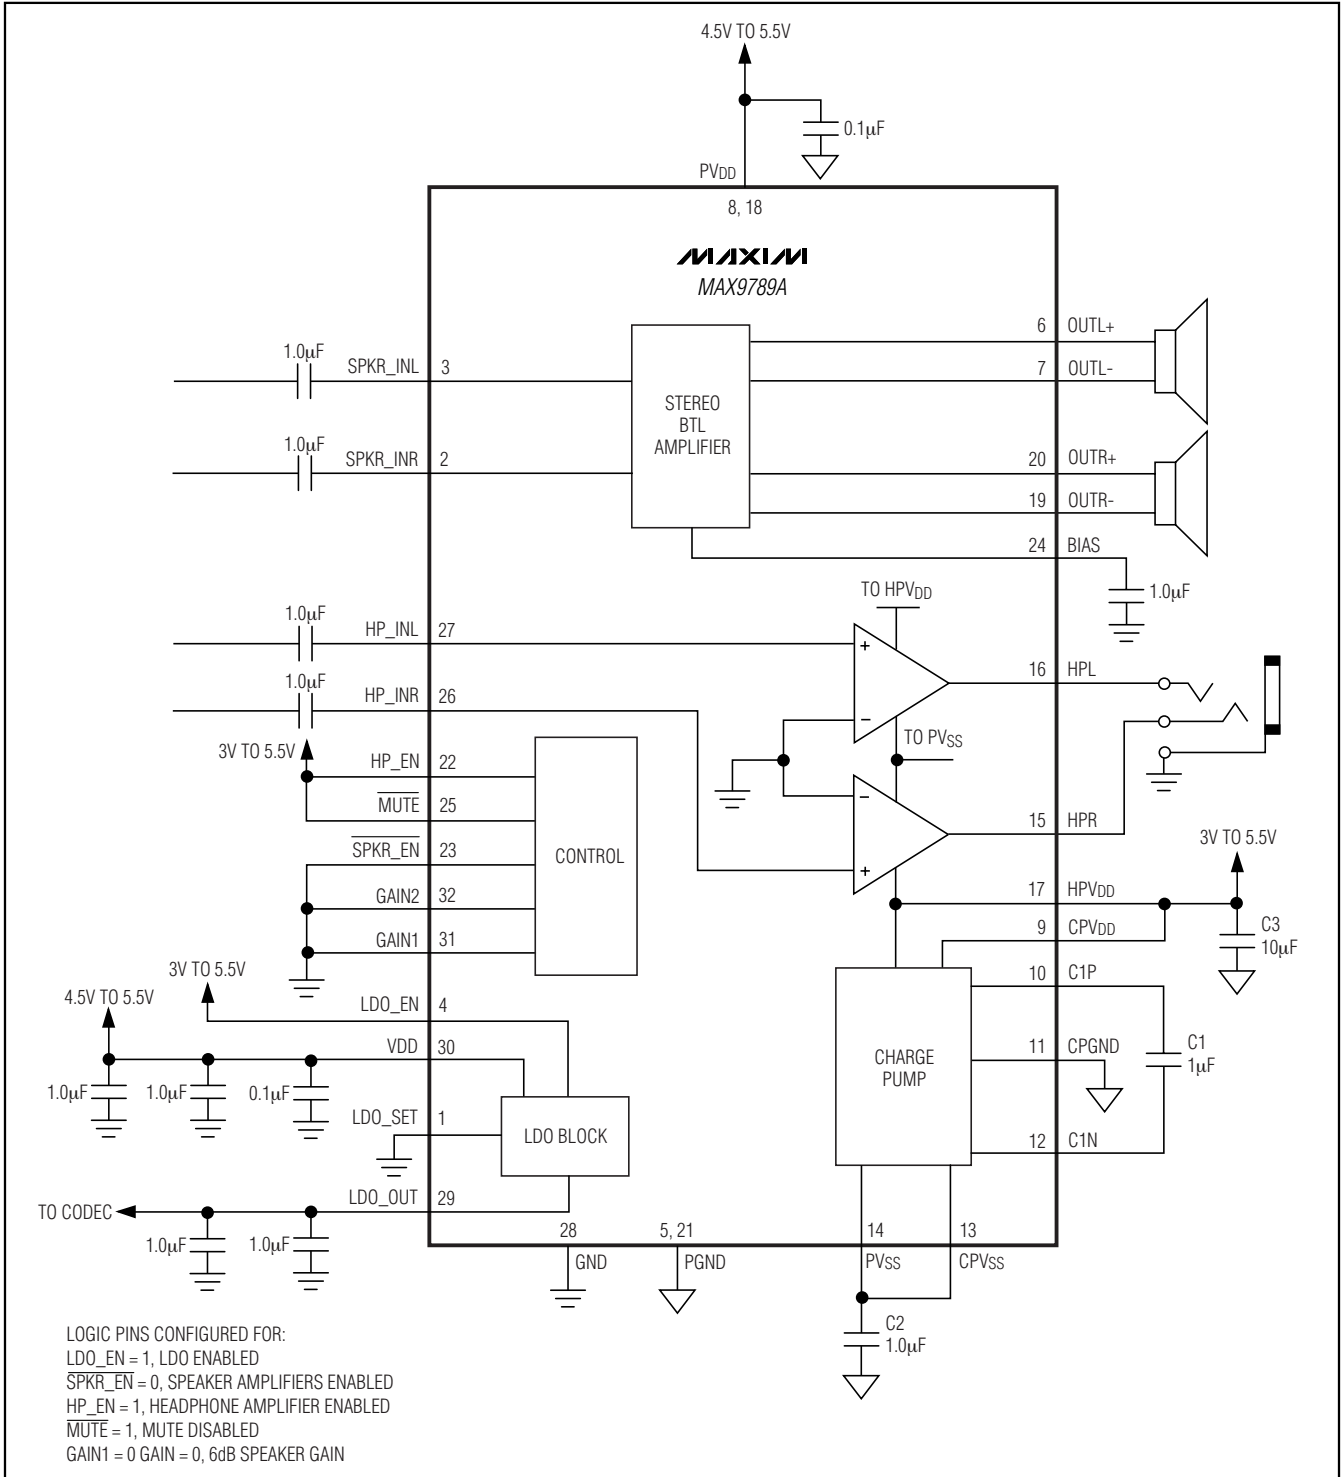 4.5V TO 5.5V
0.1µF
PVDD
8, 18
MAXIM
MAX9789A
1.0µF
SPKR_INL
3
1.0µF
SPKR_INR
2
STEREO
BTL
AMPLIFIER
6
OUTL+
7
OUTL-
20
OUTR+
19
OUTR-
24
BIAS
1.0µF
TO HPVDD
1.0µF
HP_INL
27
1.0µF
HP_INR
26
+
−
16
HPL
TO PVSS
−
+
15
HPR
3V TO 5.5V
HP_EN
22
MUTE
25
SPKR_EN
23
GAIN2
32
GAIN1
31
CONTROL
3V TO 5.5V
17
HPVDD
9
CPVDD
C3
10µF
10
C1P
11
CPGND
C1
1µF
12
C1N
CHARGE
PUMP
3V TO 5.5V
4.5V TO 5.5V
LDO_EN
4
VDD
30
1.0µF
1.0µF
0.1µF
LDO_SET
1
LDO BLOCK
LDO_OUT
29
TO CODEC
1.0µF
1.0µF
28
GND
5, 21
PGND
14
PVSS
13
CPVSS
C2
1.0µF
LOGIC PINS CONFIGURED FOR:
LDO_EN = 1, LDO ENABLED
SPKR_EN = 0, SPEAKER AMPLIFIERS ENABLED
HP_EN = 1, HEADPHONE AMPLIFIER ENABLED
MUTE = 1, MUTE DISABLED
GAIN1 = 0 GAIN = 0, 6dB SPEAKER GAIN